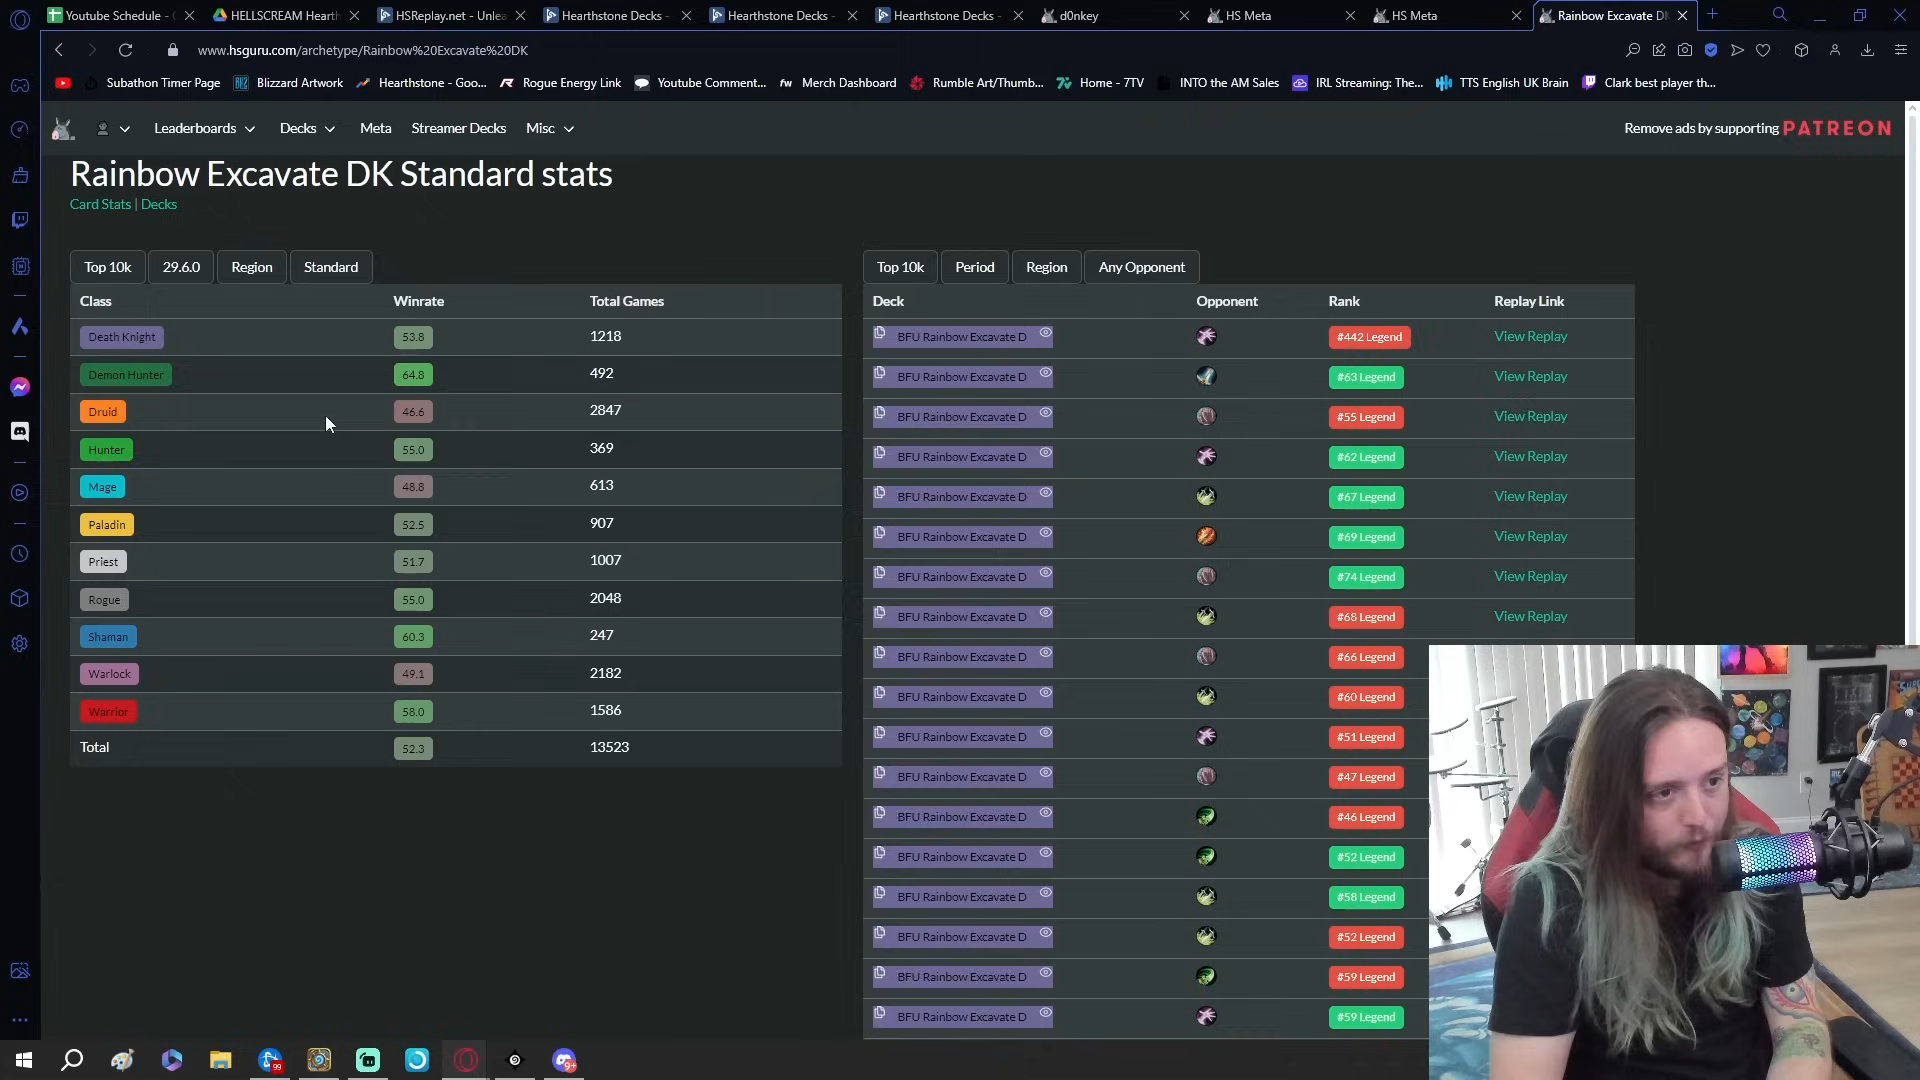 Youtube Schedule - G
HELLSCREAM Hearth
HSReplay.net - Unlea
Hearthstone Decks -
Hearthstone Decks -
Hearthstone Decks -
d0nkey
HS Meta
HS Meta
Rainbow Excavate DK
www.hsguru.com/archetype/Rainbow%20Excavate%20DK
Subathon Timer Page
Blizzard Artwork
Hearthstone - Goo...
Rogue Energy Link
Youtube Comment...
fw Merch Dashboard
Rumble Art/Thumb...
Home - 7TV
INTO the AM Sales
IRL Streaming: The...
TTS English UK Brain
Clark best player th...
Leaderboards
Decks
Meta
Streamer Decks
Misc
Remove ads by supporting PATREON
Rainbow Excavate DK Standard stats
Card Stats | Decks
Top 10k 29.6.0 Region Standard
Class Winrate Total Games
Death Knight 53.8 1218
Demon Hunter 64.8 492
Druid 46.6 2847
Hunter 55.0 369
Mage 48.8 613
Paladin 52.5 907
Priest 51.7 1007
Rogue 55.0 2048
Shaman 60.3 247
Warlock 49.1 2182
Warrior 58.0 1586
Total 52.3 13523
Top 10k Period Region Any Opponent
Deck Opponent Rank Replay Link
BFU Rainbow Excavate D #442 Legend View Replay
BFU Rainbow Excavate D #63 Legend View Replay
BFU Rainbow Excavate D #55 Legend View Replay
BFU Rainbow Excavate D #62 Legend View Replay
BFU Rainbow Excavate D #67 Legend View Replay
BFU Rainbow Excavate D #69 Legend View Replay
BFU Rainbow Excavate D #74 Legend View Replay
BFU Rainbow Excavate D #68 Legend View Replay
BFU Rainbow Excavate D #66 Legend
BFU Rainbow Excavate D #60 Legend
BFU Rainbow Excavate D #51 Legend
BFU Rainbow Excavate D #47 Legend
BFU Rainbow Excavate D #46 Legend
BFU Rainbow Excavate D #52 Legend
BFU Rainbow Excavate D #58 Legend
BFU Rainbow Excavate D #52 Legend
BFU Rainbow Excavate D #59 Legend
BFU Rainbow Excavate D #59 Legend
99
9+